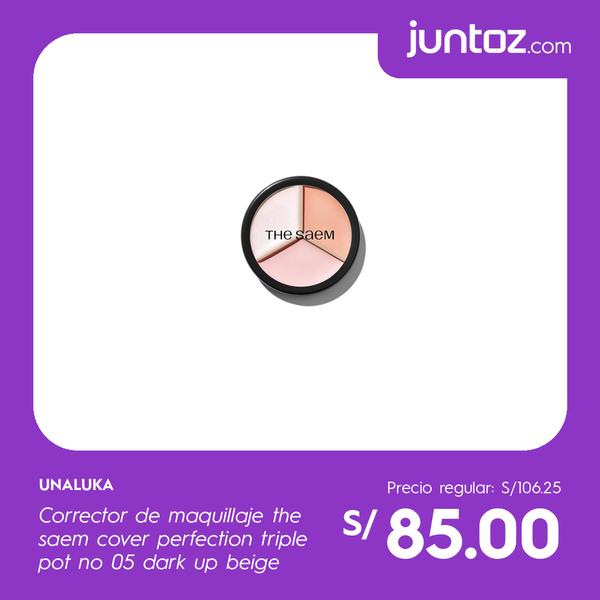 juntoz.com
THE SAEM
UNALUKA
Corrector de maquillaje the
saem cover perfection triple
pot no 05 dark up beige
Precio regular: S/106.25
S/ 85.00